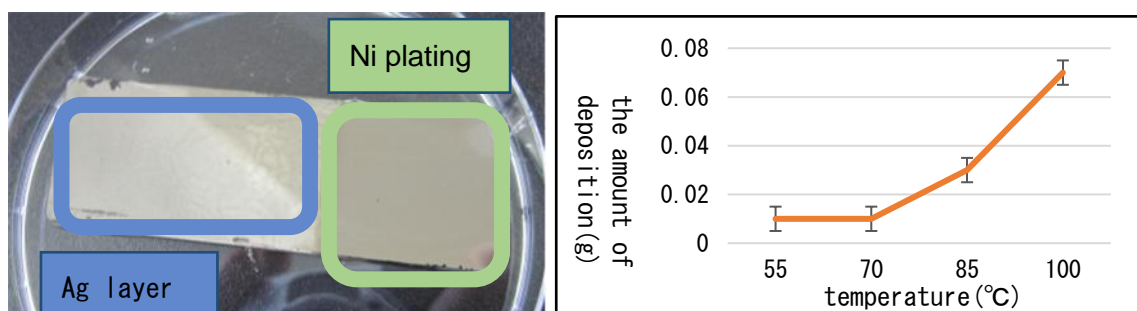 Ni plating
Ag layer
the amount of
deposition(g)
0.08
0.06
0.04
0.02
0
55 70 85 100
temperature(℃)